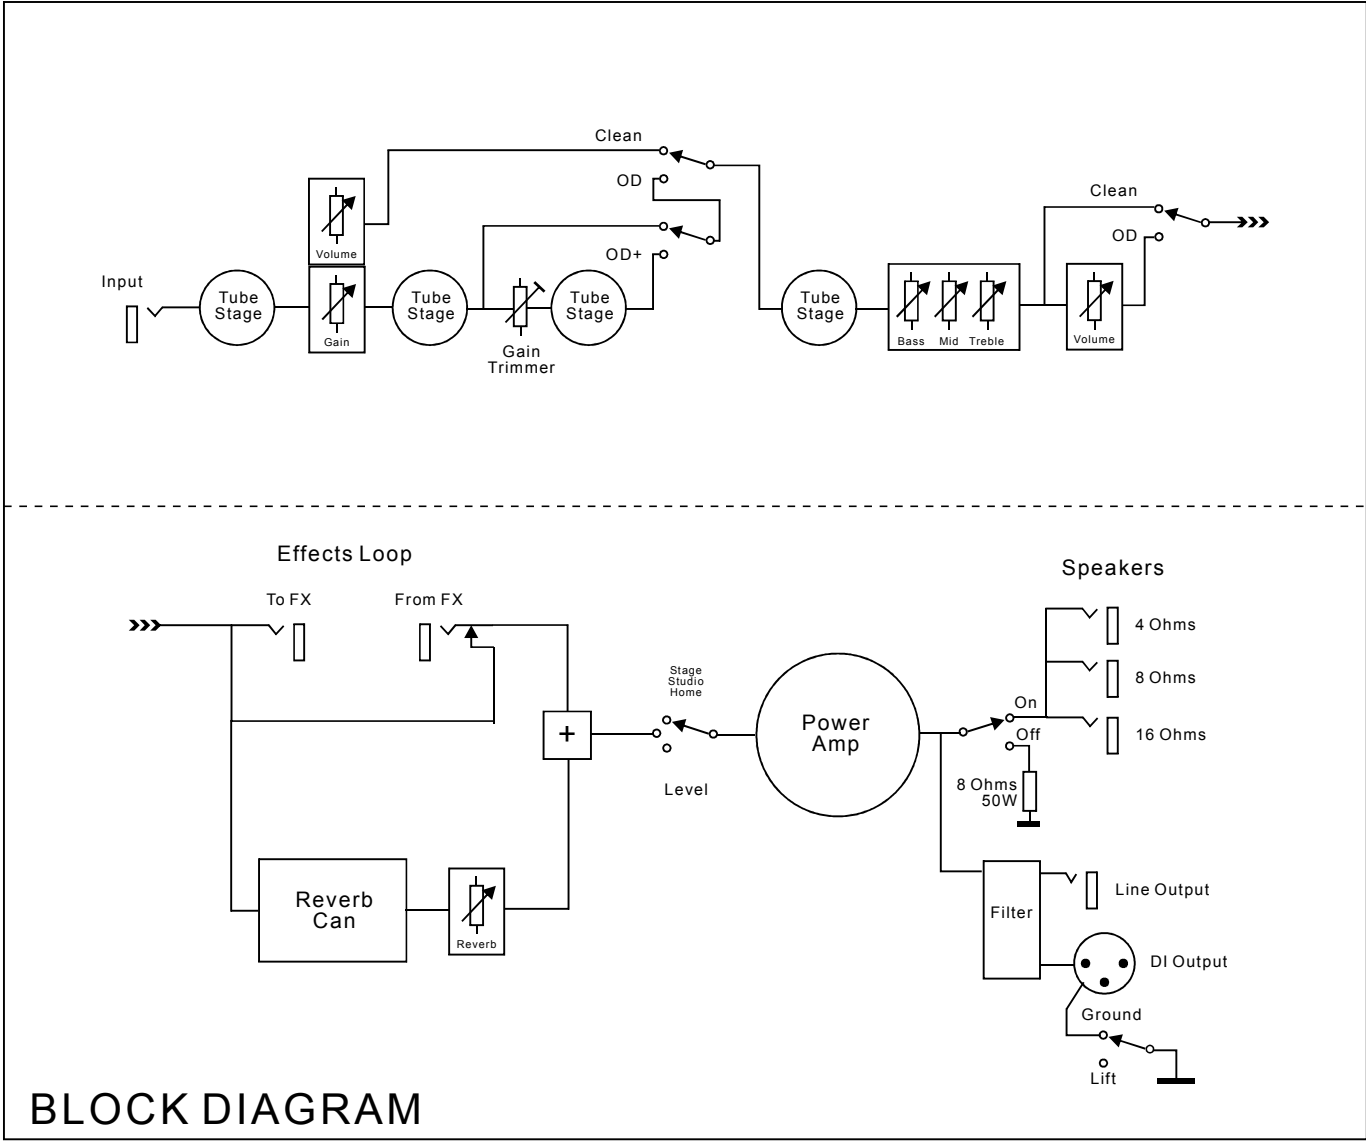 Clean
OD
OD+
Volume
Input
Tube
Stage
Gain
Tube
Stage
Gain
Trimmer
Tube
Stage
Tube
Stage
Bass
Mid
Treble
Clean
OD
Volume
Effects Loop
To FX
From FX
Stage
Studio
Home
+
Level
Power
Amp
Speakers
4 Ohms
8 Ohms
On
16 Ohms
Off
8 Ohms
50W
Reverb
Can
Reverb
Filter
Line Output
DI Output
Ground
Lift
BLOCK DIAGRAM